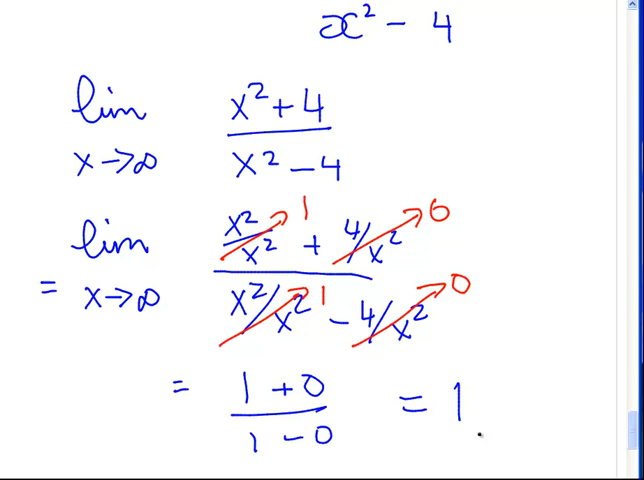 x² - 4
lim x→∞ (x² + 4)/(x² - 4)
= lim x→∞ (x²/x² → 1 + 4/x² → 0)/(x²/x² → 1 - 4/x² → 0)
= (1 + 0)/(1 - 0) = 1